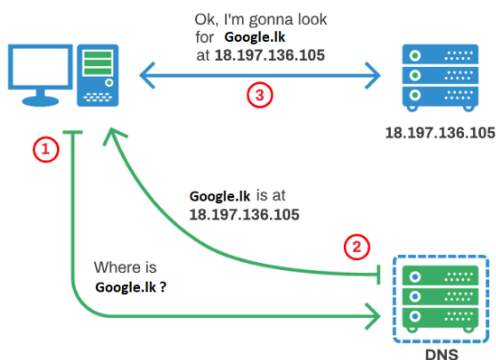 Ok, I'm gonna look
for Google.lk
at 18.197.136.105
3
18.197.136.105
1
Google.lk is at
18.197.136.105
2
Where is
Google.lk ?
DNS